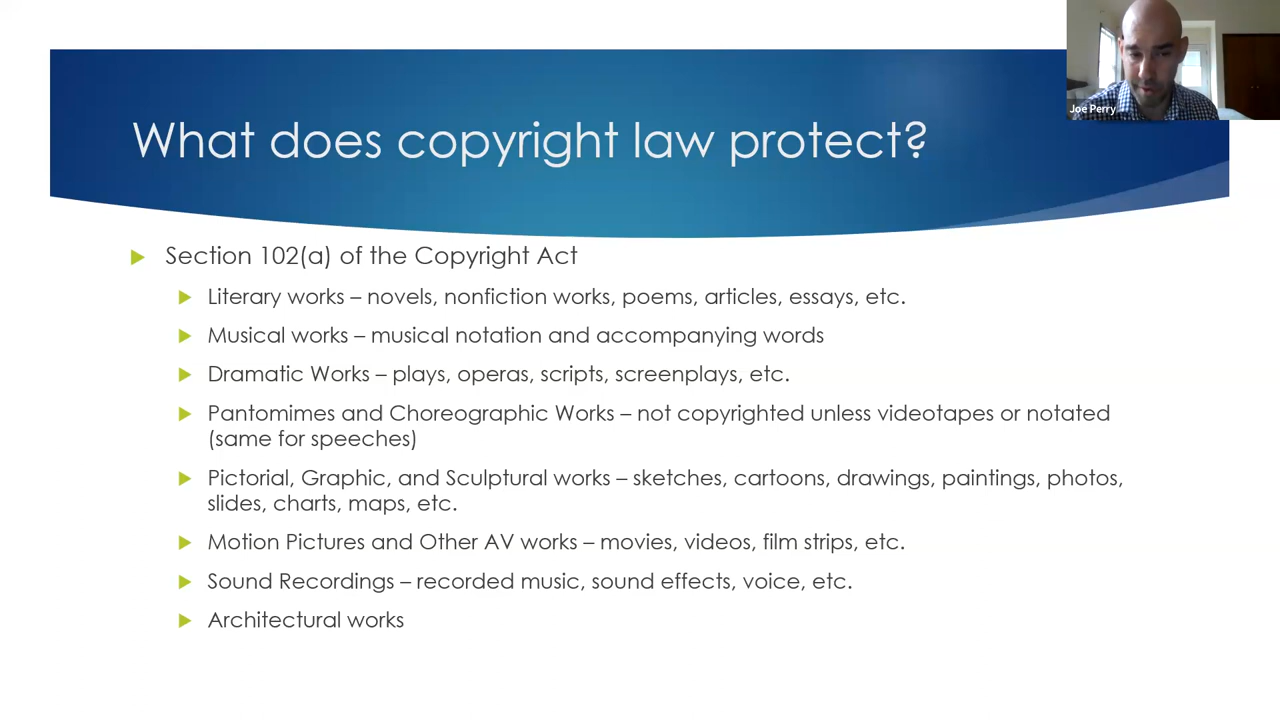 Joe Perry
What does copyright law protect?
Section 102(a) of the Copyright Act
Literary works – novels, nonfiction works, poems, articles, essays, etc.
Musical works – musical notation and accompanying words
Dramatic Works – plays, operas, scripts, screenplays, etc.
Pantomimes and Choreographic Works – not copyrighted unless videotapes or notated
(same for speeches)
Pictorial, Graphic, and Sculptural works – sketches, cartoons, drawings, paintings, photos,
slides, charts, maps, etc.
Motion Pictures and Other AV works – movies, videos, film strips, etc.
Sound Recordings – recorded music, sound effects, voice, etc.
Architectural works